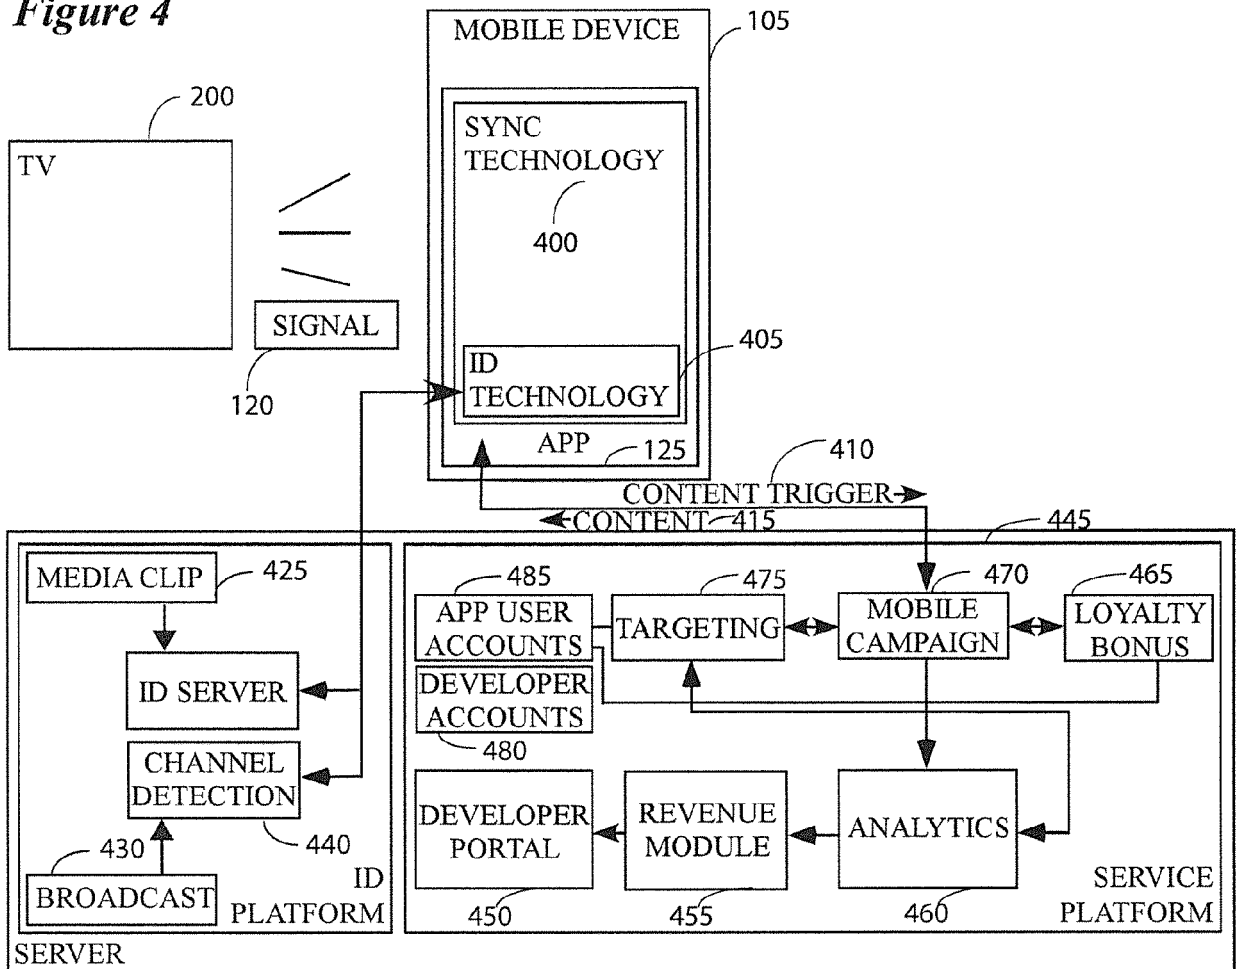 Figure 4
MOBILE DEVICE
105
200
TV
SYNC
TECHNOLOGY
400
SIGNAL
120
ID
TECHNOLOGY
405
APP
125
410
CONTENT TRIGGER
CONTENT
415
445
MEDIA CLIP
425
ID SERVER
CHANNEL
DETECTION
430
440
BROADCAST
ID
PLATFORM
SERVER
485
475
470
465
APP USER
ACCOUNTS
TARGETING
MOBILE
CAMPAIGN
LOYALTY
BONUS
DEVELOPER
ACCOUNTS
480
DEVELOPER
PORTAL
REVENUE
MODULE
ANALYTICS
450
455
460
SERVICE
PLATFORM